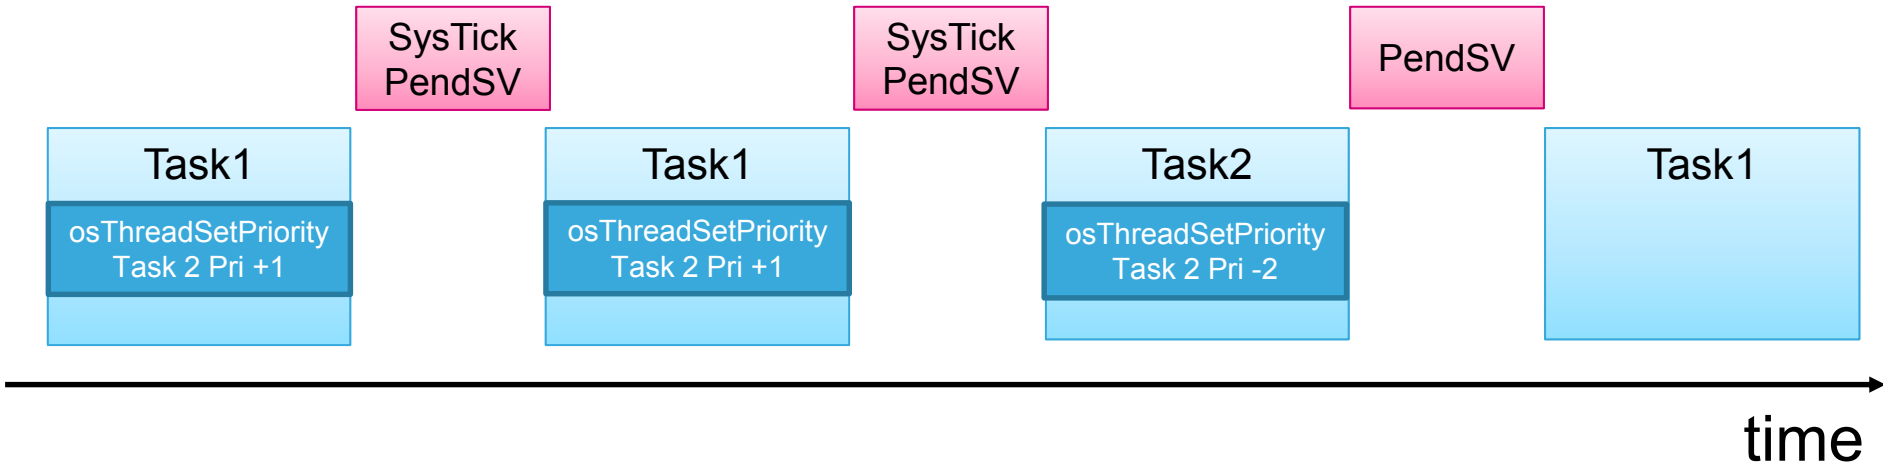 SysTick
PendSV
SysTick
PendSV
PendSV
Task1
osThreadSetPriority
Task 2 Pri +1
Task1
osThreadSetPriority
Task 2 Pri +1
Task2
osThreadSetPriority
Task 2 Pri -2
Task1
time